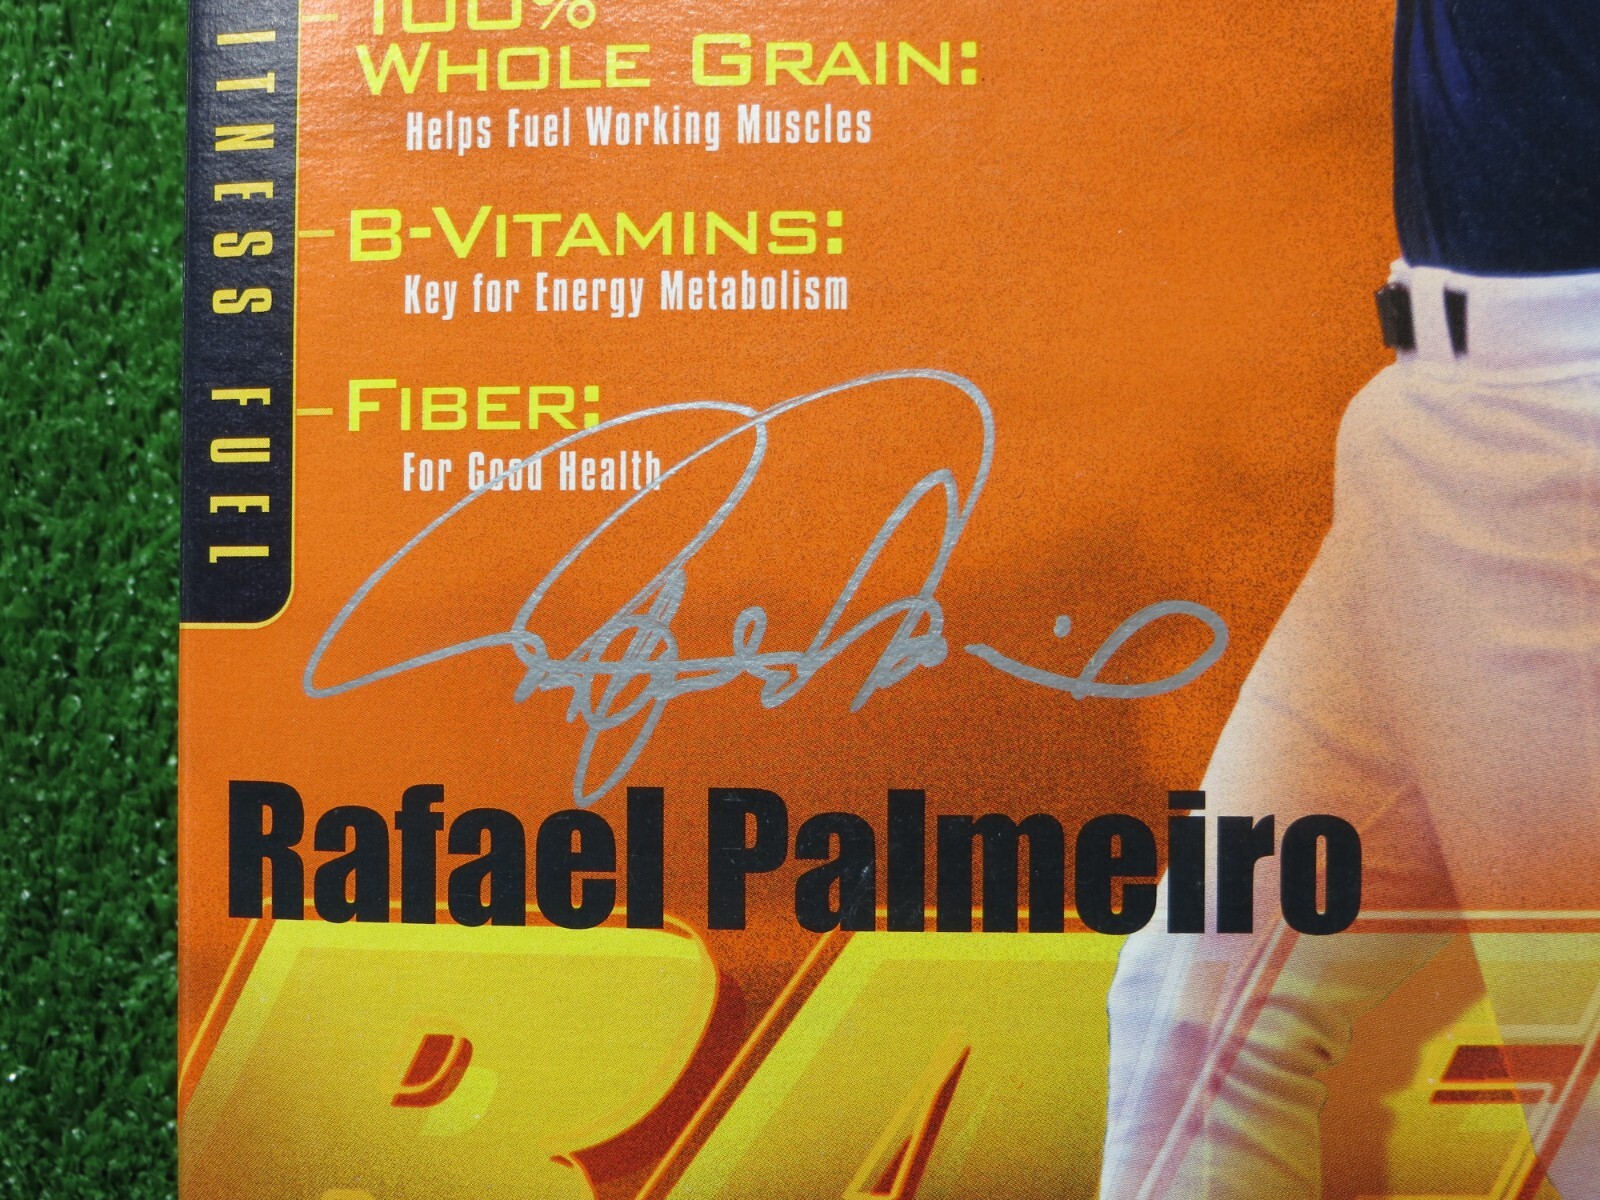 100%
WHOLE GRAIN:
Helps Fuel Working Muscles
B-VITAMINS:
Key for Energy Metabolism
FIBER:
For Good Health
ITNESS FUEL
Rafael Palmeiro